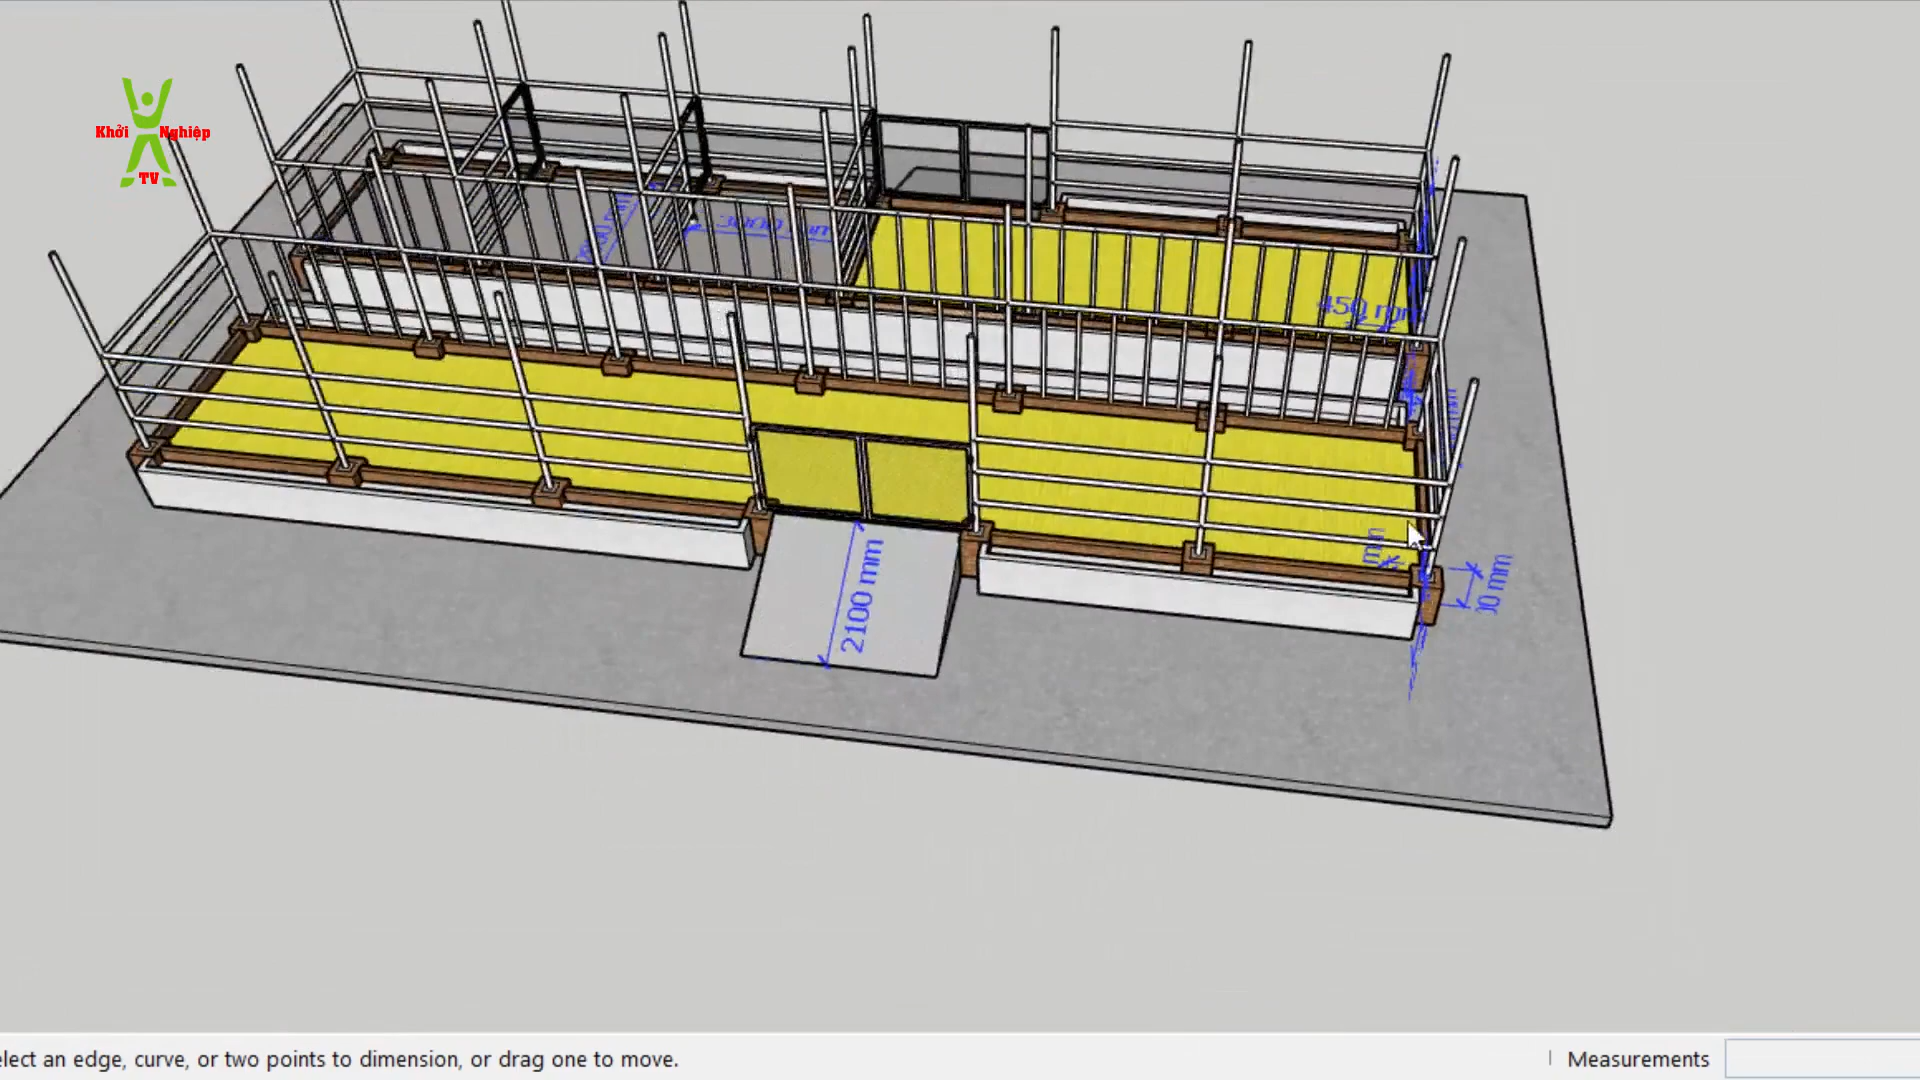 Khởi Nghiệp
TV
450 mm
2100 mm
elect an edge, curve, or two points to dimension, or drag one to move.
Measurements